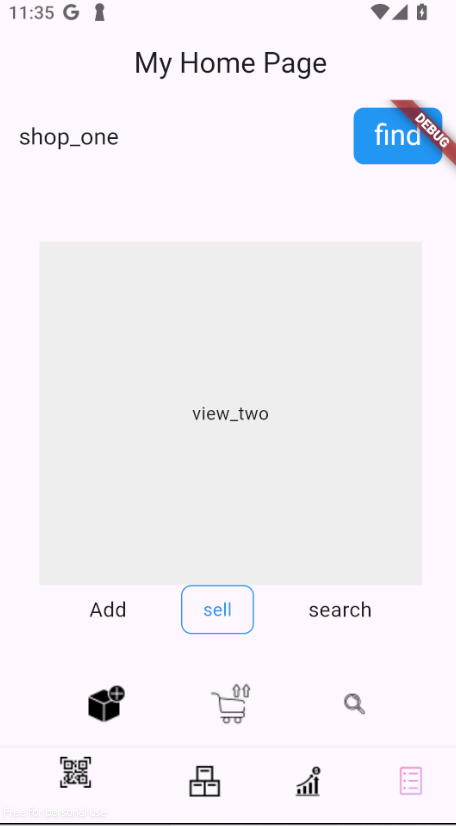 11:35 G
My Home Page
shop_one
find
DEBUG
view_two
Add
sell
search
Free for personal use